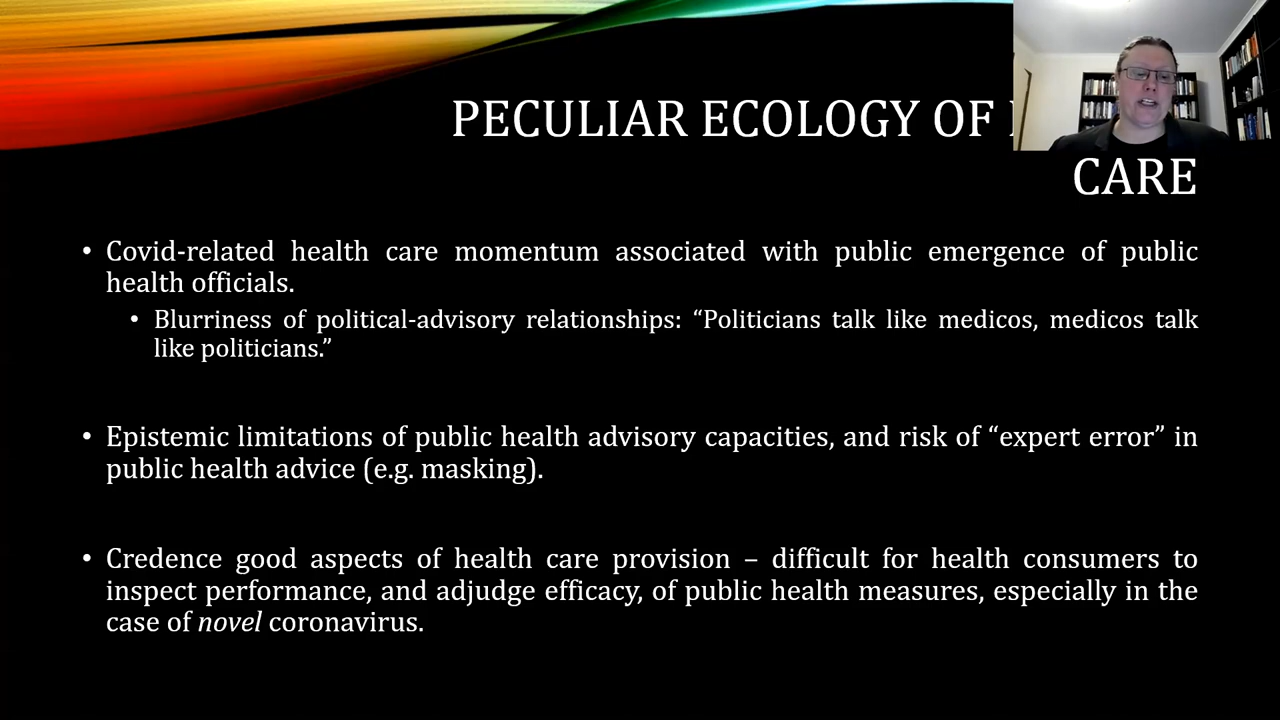 PECULIAR ECOLOGY OF
CARE
• Covid-related health care momentum associated with public emergence of public
health officials.
• Blurriness of political-advisory relationships: “Politicians talk like medicos, medicos talk
like politicians.”
• Epistemic limitations of public health advisory capacities, and risk of “expert error” in
public health advice (e.g. masking).
• Credence good aspects of health care provision – difficult for health consumers to
inspect performance, and adjudge efficacy, of public health measures, especially in the
case of novel coronavirus.